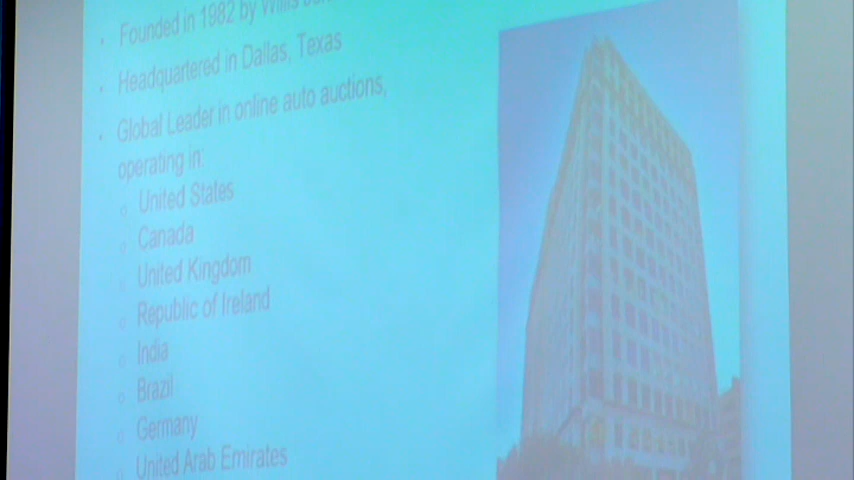 • Founded in 1982 by Willis
• Headquartered in Dallas, Texas
• Global Leader in online auto auctions,
operating in:
o United States
o Canada
o United Kingdom
o Republic of Ireland
o India
o Brazil
o Germany
o United Arab Emirates